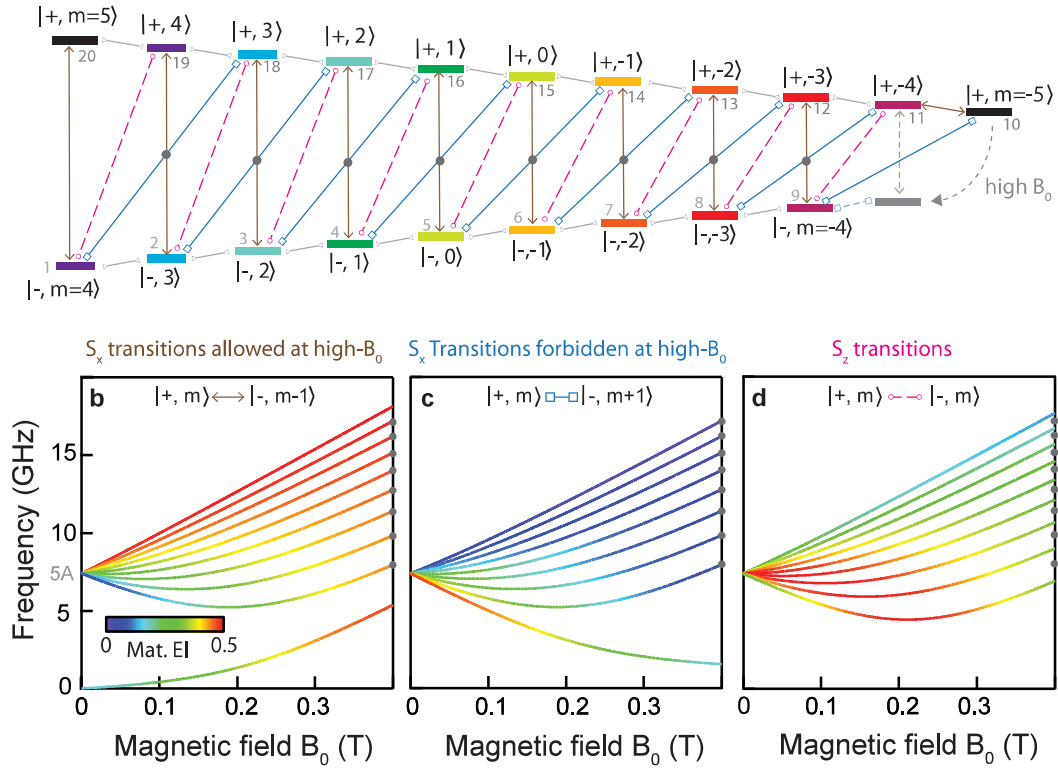 |+, m=5⟩ |+, 4⟩ |+, 3⟩ |+, 2⟩ |+, 1⟩ |+, 0⟩ |+,-1⟩ |+,-2⟩ |+,-3⟩ |+,-4⟩ |+, m=-5⟩
20 19 18 17 16 15 14 13 12 11 10
high B₀
1 2 3 4 5 6 7 8 9
|-, m=4⟩ |-, 3⟩ |-, 2⟩ |-, 1⟩ |-, 0⟩ |-,-1⟩ |-,-2⟩ |-,-3⟩ |-, m=-4⟩
Sₓ transitions allowed at high-B₀
b
|+, m⟩ |-, m-1⟩
Frequency (GHz)
15
10
5A
5
0
0 0.5
Mat. El
0 0.1 0.2 0.3
Magnetic field B₀ (T)
Sₓ Transitions forbidden at high-B₀
c
|+, m⟩ |-, m+1⟩
0 0.1 0.2 0.3
Magnetic field B₀ (T)
S_z transitions
d
|+, m⟩ |-, m⟩
0 0.1 0.2 0.3
Magnetic field B₀ (T)